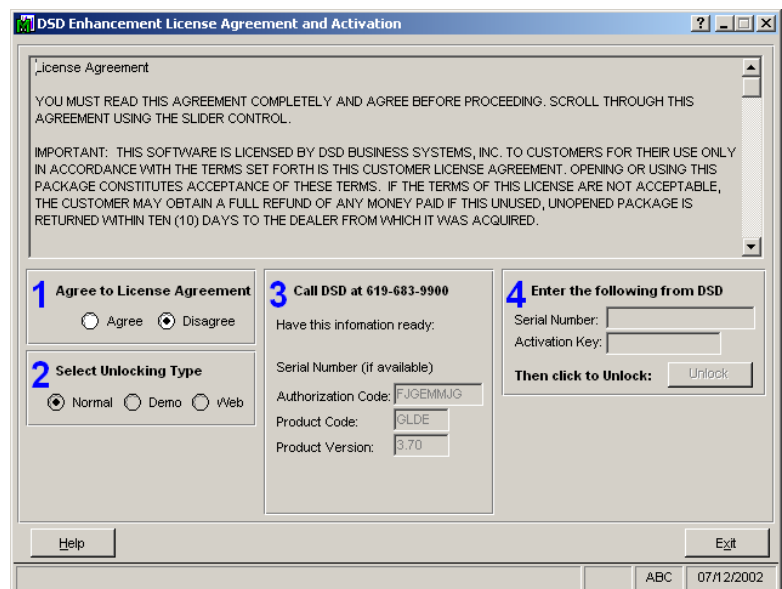 DSD Enhancement License Agreement and Activation
License Agreement
YOU MUST READ THIS AGREEMENT COMPLETELY AND AGREE BEFORE PROCEEDING. SCROLL THROUGH THIS
AGREEMENT USING THE SLIDER CONTROL.
IMPORTANT: THIS SOFTWARE IS LICENSED BY DSD BUSINESS SYSTEMS, INC. TO CUSTOMERS FOR THEIR USE ONLY
IN ACCORDANCE WITH THE TERMS SET FORTH IS THIS CUSTOMER LICENSE AGREEMENT. OPENING OR USING THIS
PACKAGE CONSTITUTES ACCEPTANCE OF THESE TERMS. IF THE TERMS OF THIS LICENSE ARE NOT ACCEPTABLE,
THE CUSTOMER MAY OBTAIN A FULL REFUND OF ANY MONEY PAID IF THIS UNUSED, UNOPENED PACKAGE IS
RETURNED WITHIN TEN (10) DAYS TO THE DEALER FROM WHICH IT WAS ACQUIRED.
1 Agree to License Agreement
Agree Disagree
2 Select Unlocking Type
Normal Demo Web
3 Call DSD at 619-683-9900
Have this infomation ready:
Serial Number (if available)
Authorization Code: FJGEMMJG
Product Code: GLDE
Product Version: 3.70
4 Enter the following from DSD
Serial Number:
Activation Key:
Then click to Unlock: Unlock
Help
Exit
ABC 07/12/2002